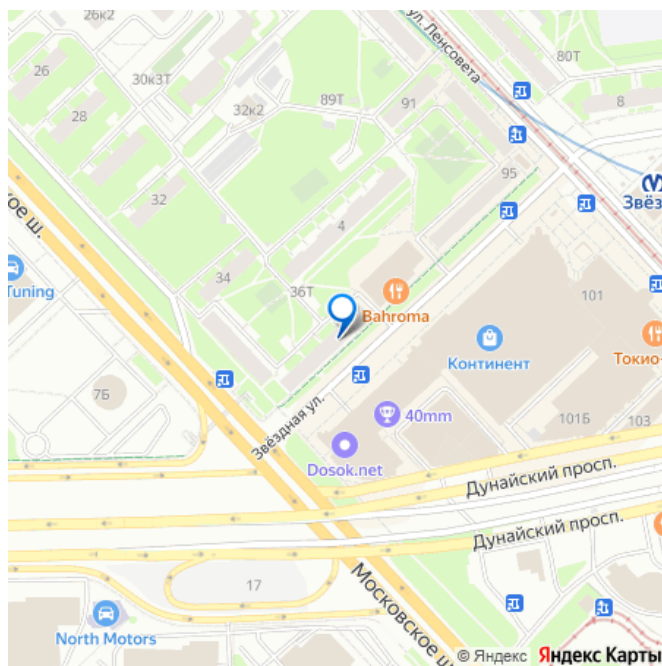 26к2
ул. Ленсовета
26
30к3Т
80Т
28
32к2
89Т
91
8
95
32
4
Звёз
ое ш.
34
36Т
Tuning
Bahroma
101
Континент
Токио-
7Б
40mm
101Б
103
Звёздная ул.
Dosok.net
Дунайский просп.
Дунайский просп.
17
Московское ш
North Motors
© Яндекс Яндекс Карты